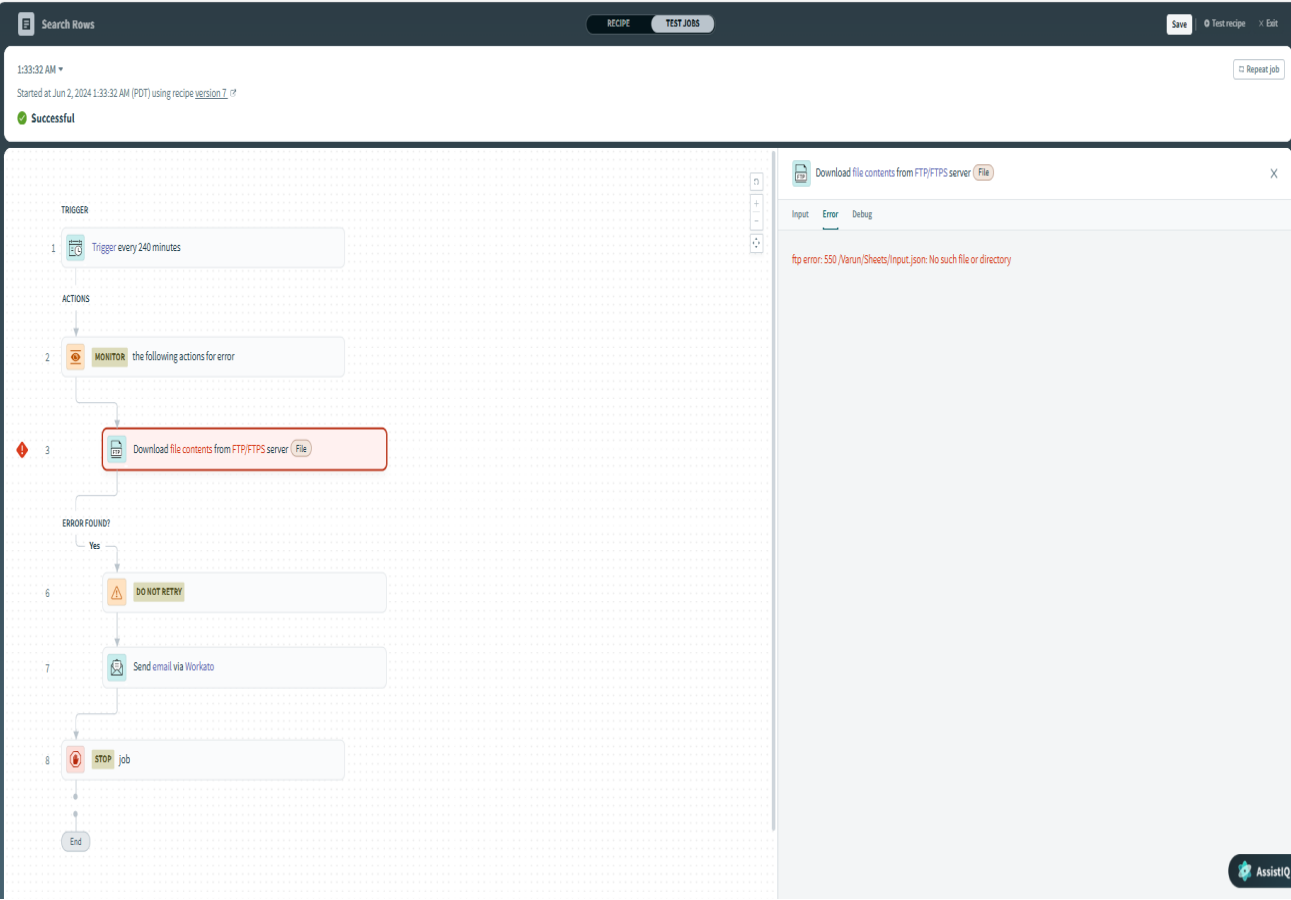 Search Rows
RECIPE
TEST JOBS
Save
Test recipe
Exit
1:33:32 AM
Repeat job
Started at Jun 2, 2024 1:33:32 AM (PDT) using recipe version 7
Successful
TRIGGER
1 Trigger every 240 minutes
ACTIONS
2 MONITOR the following actions for error
3 FTP Download file contents from FTP/FTPS server File
ERROR FOUND?
Yes
6 DO NOT RETRY
7 Send email via Workato
8 STOP job
End
FTP Download file contents from FTP/FTPS server File
X
Input Error Debug
ftp error: 550 /Varun/Sheets/Input.json: No such file or directory
AssistIQ